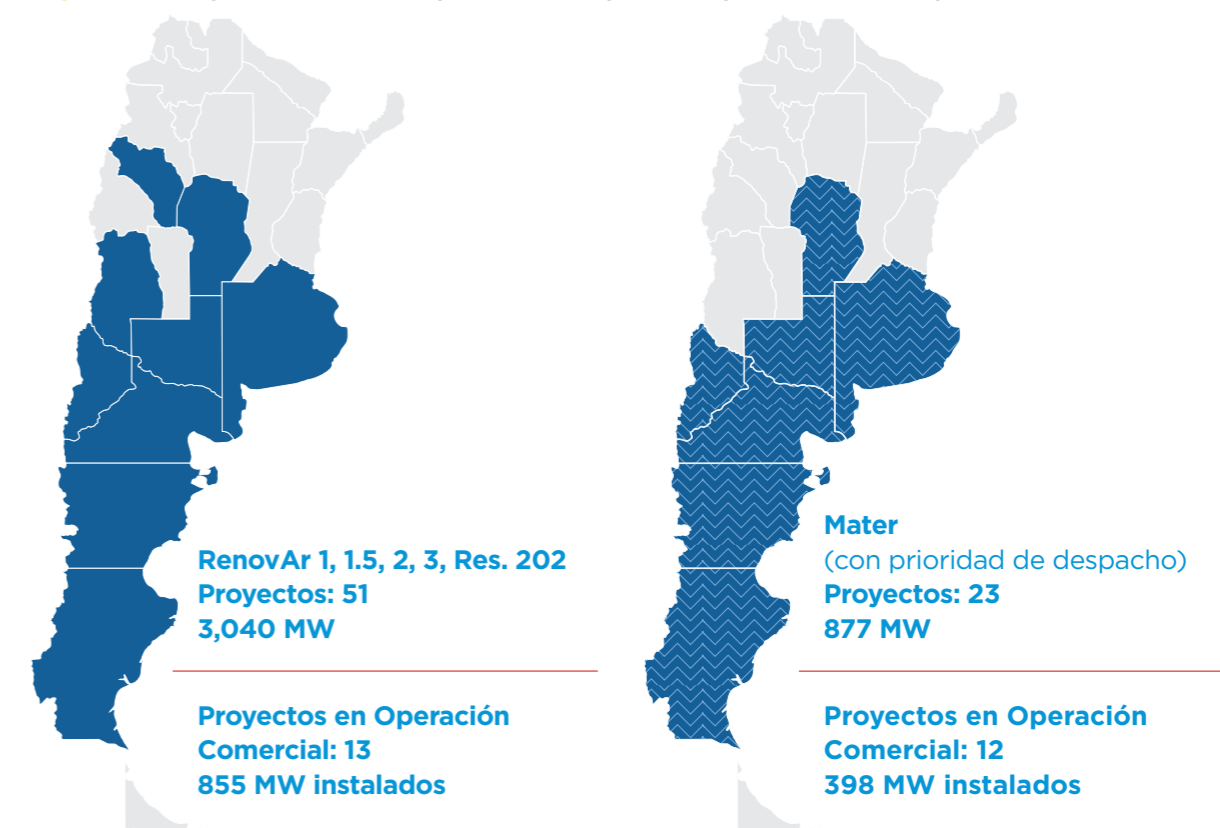 RenovAr 1, 1.5, 2, 3, Res. 202
Proyectos: 51
3,040 MW
Proyectos en Operación
Comercial: 13
855 MW instalados
Mater
(con prioridad de despacho)
Proyectos: 23
877 MW
Proyectos en Operación
Comercial: 12
398 MW instalados